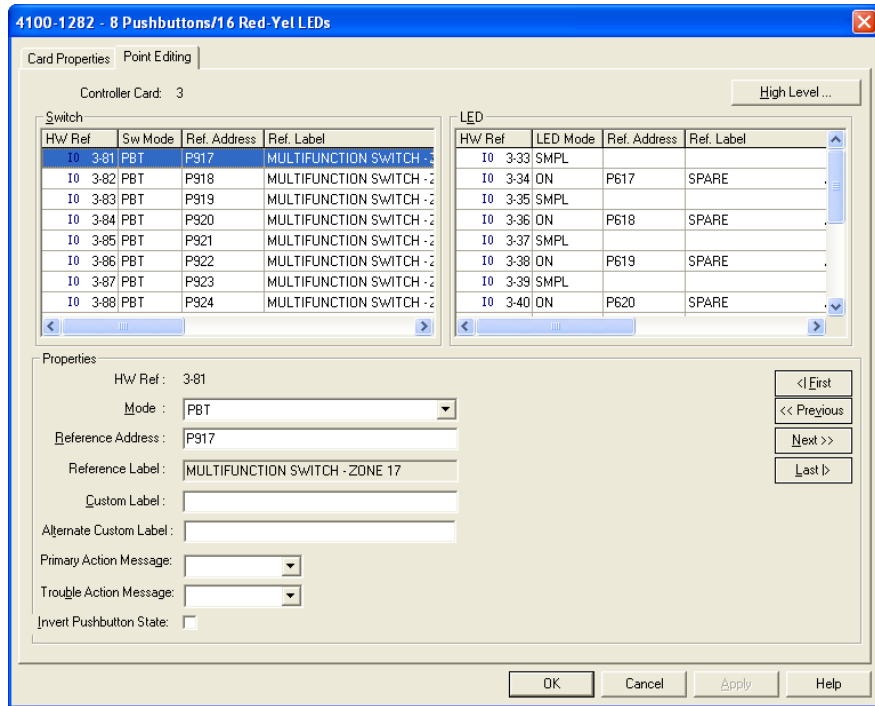 4100-1282 - 8 Pushbuttons/16 Red-Yel LEDs
Card Properties Point Editing
Controller Card: 3
High Level ...
Switch
HW Ref Sw Mode Ref. Address Ref. Label
IO 3-81 PBT P917 MULTIFUNCTION SWITCH -
IO 3-82 PBT P918 MULTIFUNCTION SWITCH -
IO 3-83 PBT P919 MULTIFUNCTION SWITCH -
IO 3-84 PBT P920 MULTIFUNCTION SWITCH -
IO 3-85 PBT P921 MULTIFUNCTION SWITCH -
IO 3-86 PBT P922 MULTIFUNCTION SWITCH -
IO 3-87 PBT P923 MULTIFUNCTION SWITCH -
IO 3-88 PBT P924 MULTIFUNCTION SWITCH -
LED
HW Ref LED Mode Ref. Address Ref. Label
IO 3-33 SMPL
IO 3-34 ON P617 SPARE
IO 3-35 SMPL
IO 3-36 ON P618 SPARE
IO 3-37 SMPL
IO 3-38 ON P619 SPARE
IO 3-39 SMPL
IO 3-40 ON P620 SPARE
Properties
HW Ref : 3-81
Mode : PBT
Reference Address : P917
Reference Label : MULTIFUNCTION SWITCH - ZONE 17
Custom Label :
Alternate Custom Label :
Primary Action Message:
Trouble Action Message:
Invert Pushbutton State:
<| First
<< Previous
Next >>
Last |>
OK Cancel Apply Help